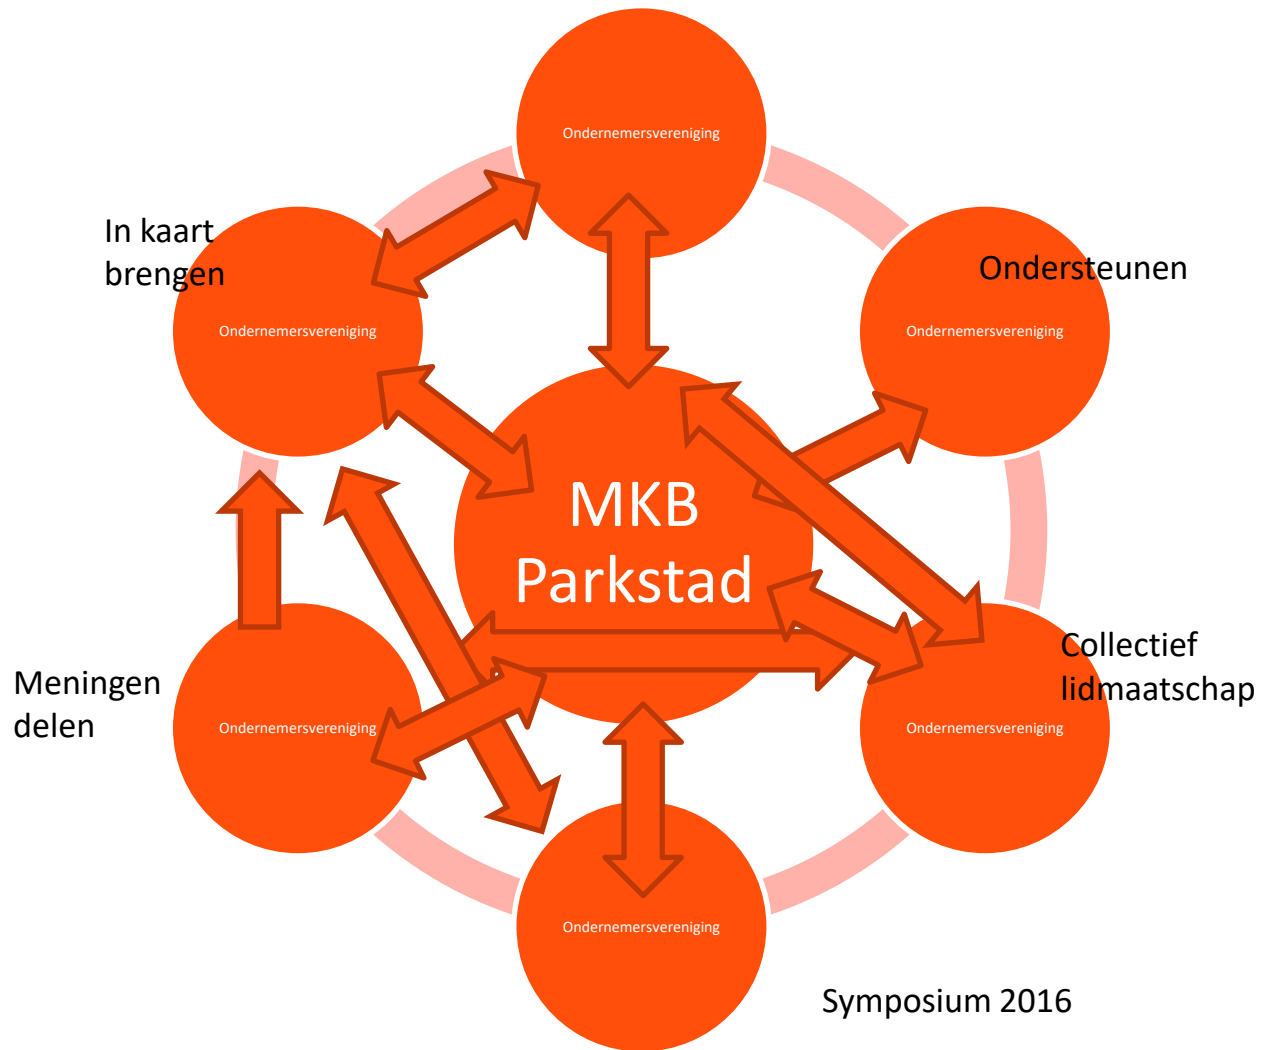 Ondernemersvereniging
In kaart
brengen
Ondersteunen
Ondernemersvereniging
Ondernemersvereniging
MKB
Parkstad
Collectief
lidmaatschap
Meningen
delen
Ondernemersvereniging
Ondernemersvereniging
Ondernemersvereniging
Symposium 2016